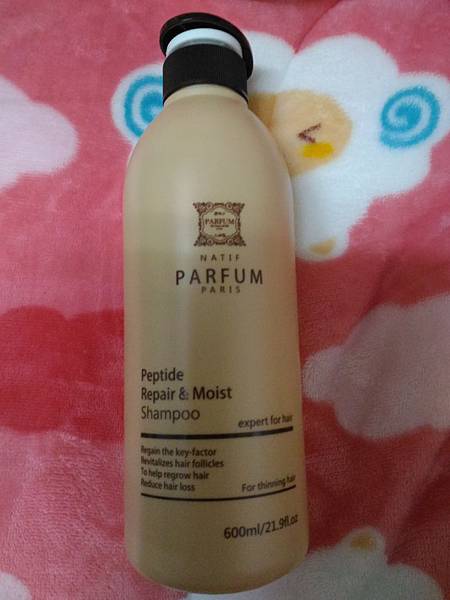 PARFUM
NATIF
PARFUM
PARIS
Peptide
Repair & Moist
Shampoo
expert for hair
Regain the key-factor
Revitalizes hair follicles
To help regrow hair
Reduce hair loss
For thinning hair
600ml/21.9fl.oz